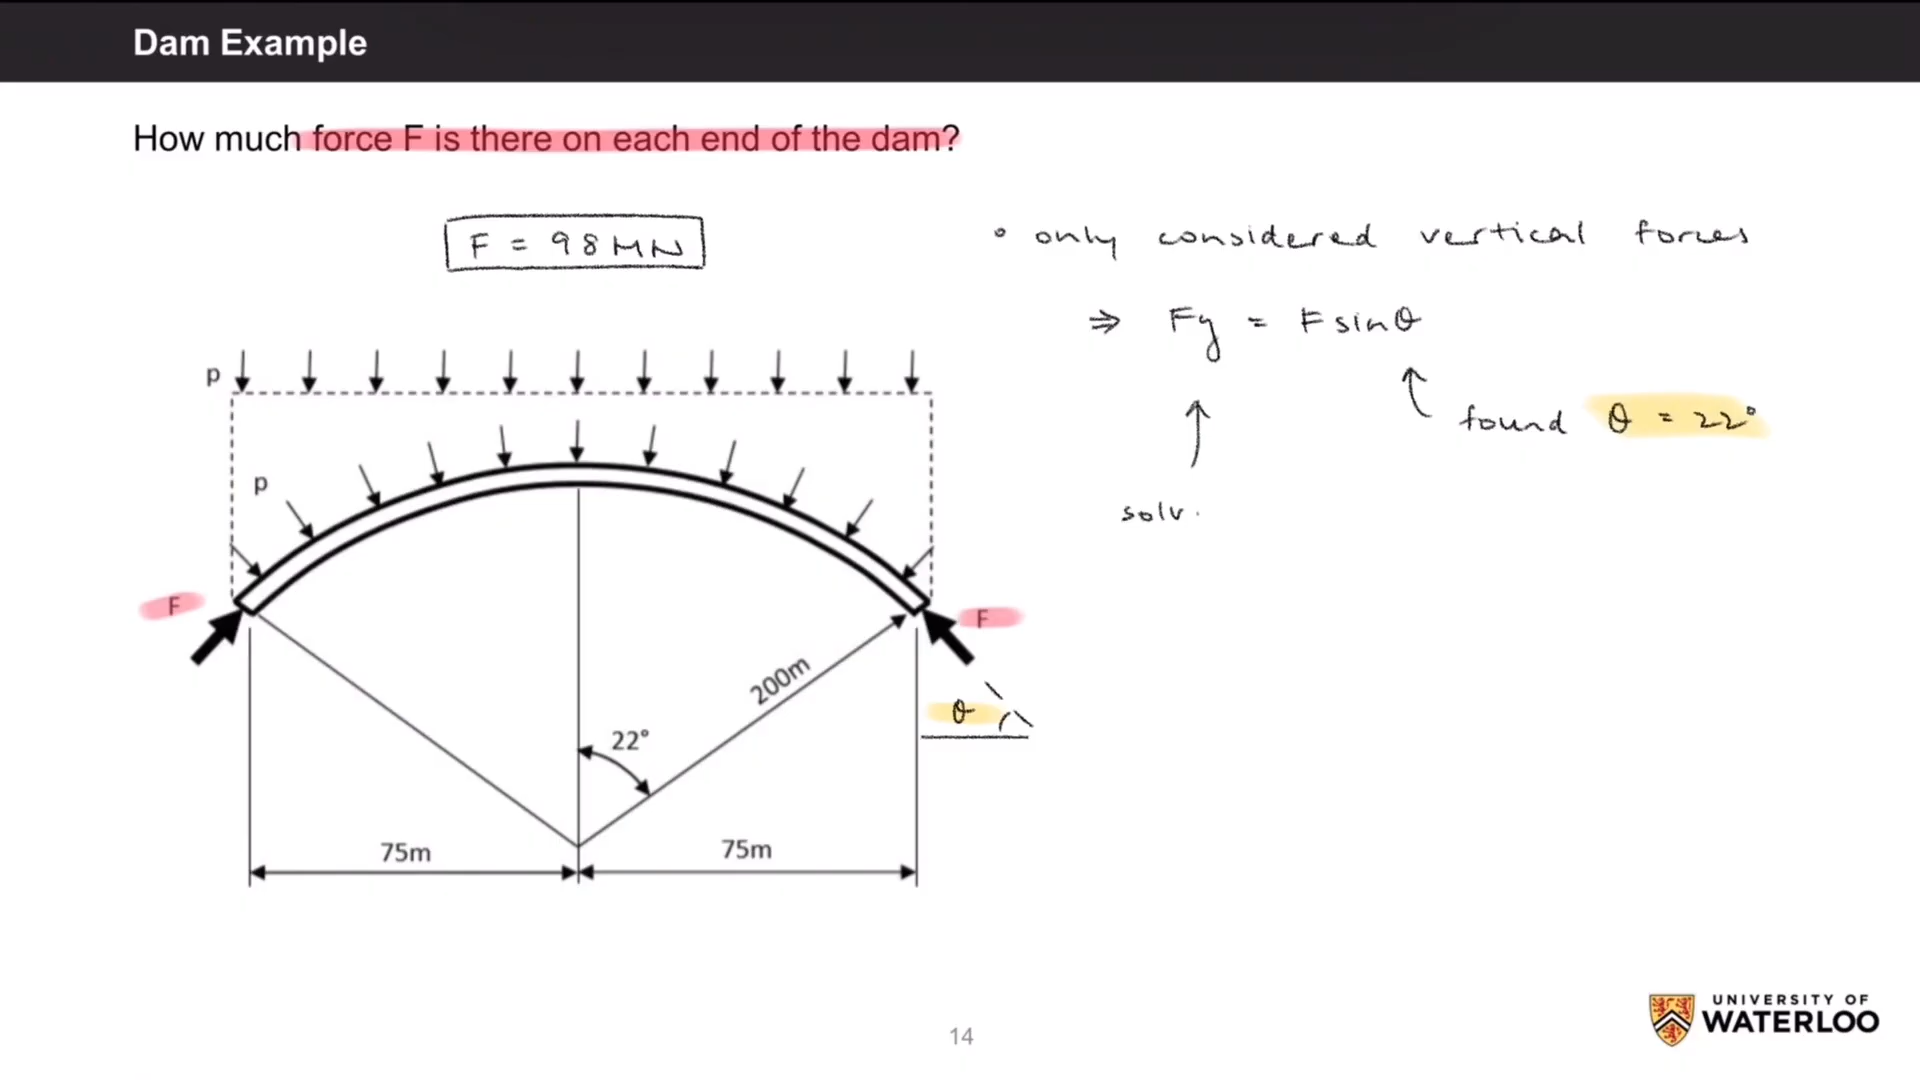 Dam Example
How much force F is there on each end of the dam?
F = 98 MN
• only considered vertical forces
⇒ Fy = F sinθ
found θ = 22°
solv.
p
p
F
F
θ
200m
22°
75m
75m
14
UNIVERSITY OF
WATERLOO